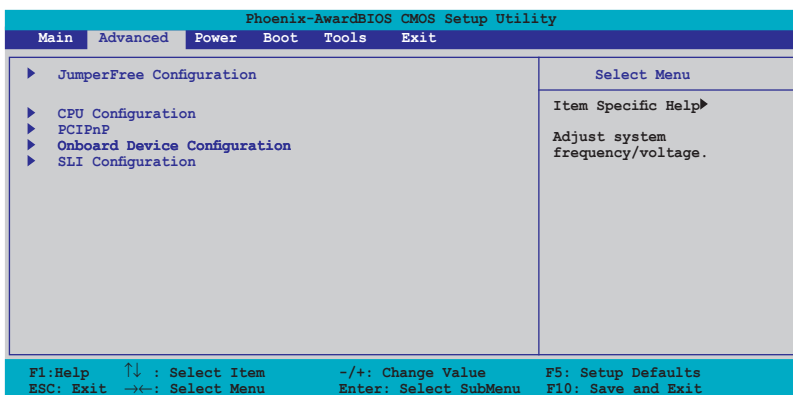 Phoenix-AwardBIOS CMOS Setup Utility
Main Advanced Power Boot Tools Exit
JumperFree Configuration
CPU Configuration
PCIPnP
Onboard Device Configuration
SLI Configuration
Select Menu
Item Specific Help
Adjust system
frequency/voltage.
F1:Help ↑↓ : Select Item -/+: Change Value F5: Setup Defaults
ESC: Exit →←: Select Menu Enter: Select SubMenu F10: Save and Exit